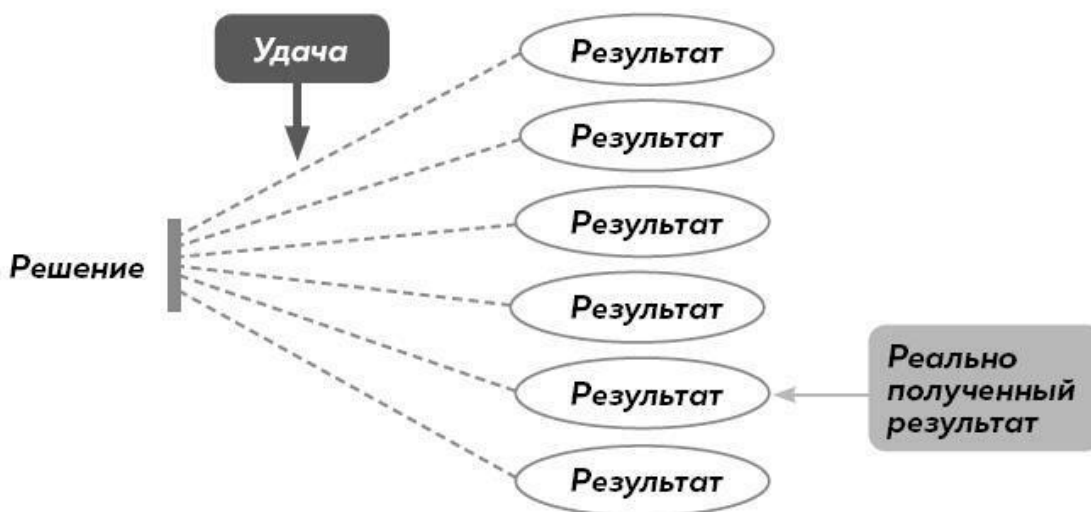 Удача
Результат
Результат
Результат
Решение
Результат
Результат
Реально
полученный
результат
Результат